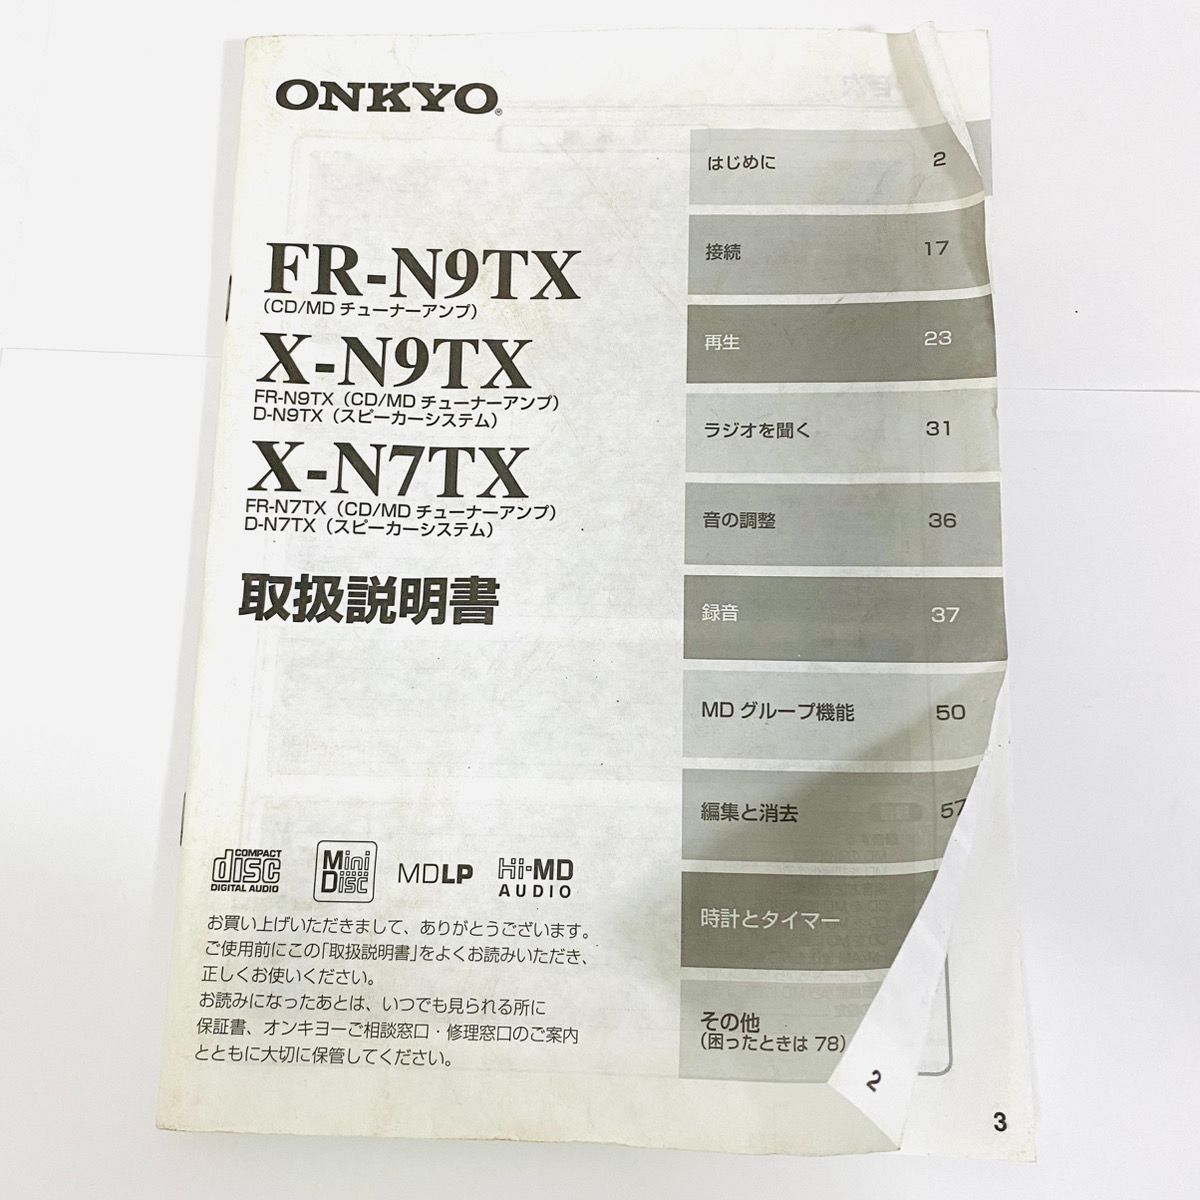 ONKYO®
FR-N9TX
（CD/MD チューナーアンプ）
X-N9TX
FR-N9TX（CD/MD チューナーアンプ）
D-N9TX（スピーカーシステム）
X-N7TX
FR-N7TX（CD/MD チューナーアンプ）
D-N7TX（スピーカーシステム）
取扱説明書
COMPACT
disc
DIGITAL AUDIO
Mini
Disc
MDLP
Hi-MD
AUDIO
お買い上げいただきまして、ありがとうございます。
ご使用前にこの「取扱説明書」をよくお読みいただき、
正しくお使いください。
お読みになったあとは、いつでも見られる所に
保証書、オンキヨーご相談窓口・修理窓口のご案内
とともに大切に保管してください。
はじめに 2
接続 17
再生 23
ラジオを聞く 31
音の調整 36
録音 37
MD グループ機能 50
編集と消去 57
時計とタイマー
その他
（困ったときは 78）
2
3